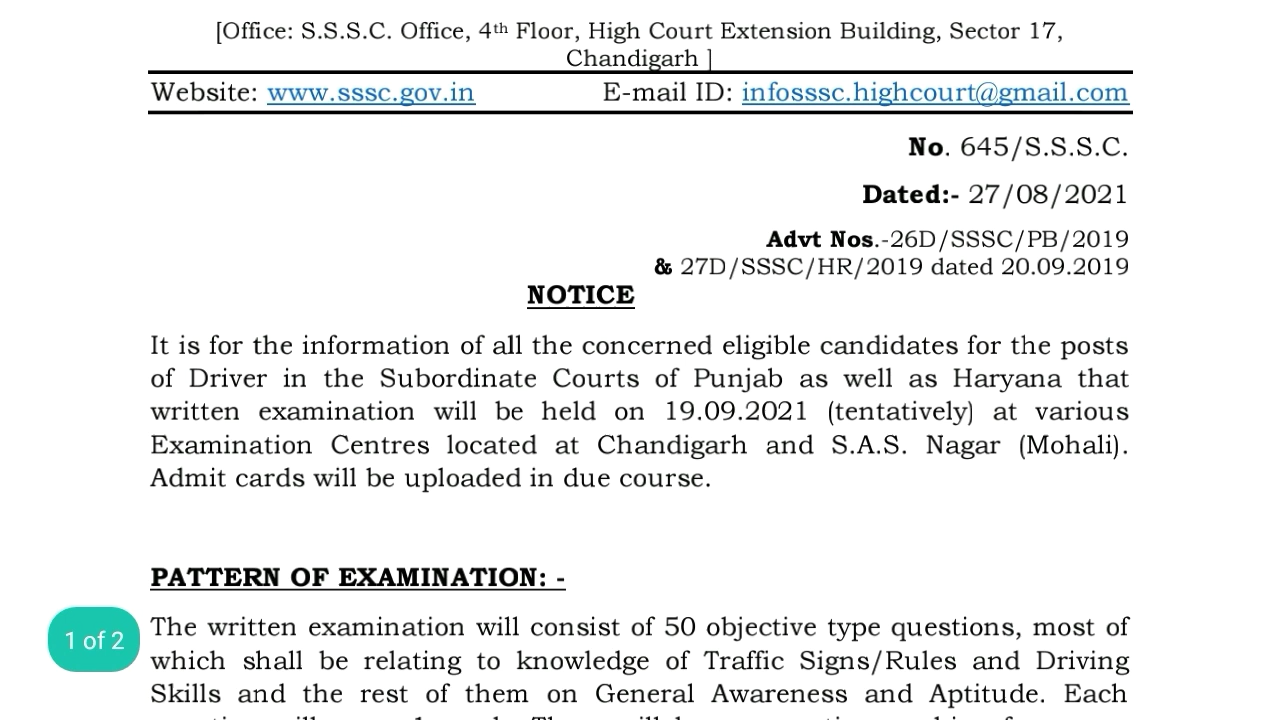 [Office: S.S.S.C. Office, 4th Floor, High Court Extension Building, Sector 17,
Chandigarh ]
Website: www.sssc.gov.in E-mail ID: infosssc.highcourt@gmail.com
No. 645/S.S.S.C.
Dated:- 27/08/2021
Advt Nos.-26D/SSSC/PB/2019
& 27D/SSSC/HR/2019 dated 20.09.2019
NOTICE
It is for the information of all the concerned eligible candidates for the posts
of Driver in the Subordinate Courts of Punjab as well as Haryana that
written examination will be held on 19.09.2021 (tentatively) at various
Examination Centres located at Chandigarh and S.A.S. Nagar (Mohali).
Admit cards will be uploaded in due course.
PATTERN OF EXAMINATION: -
1 of 2
The written examination will consist of 50 objective type questions, most of
which shall be relating to knowledge of Traffic Signs/Rules and Driving
Skills and the rest of them on General Awareness and Aptitude. Each